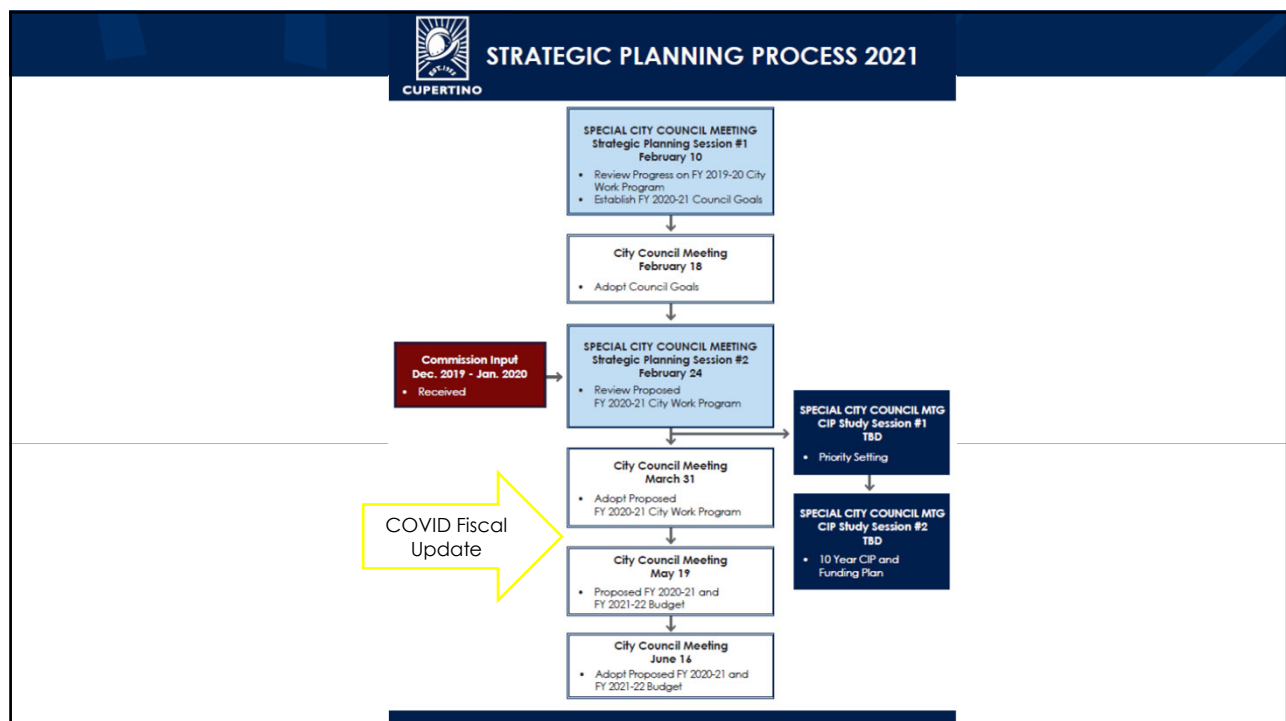 EST. 1955
CUPERTINO
STRATEGIC PLANNING PROCESS 2021
SPECIAL CITY COUNCIL MEETING
Strategic Planning Session #1
February 10
• Review Progress on FY 2019-20 City
Work Program
• Establish FY 2020-21 Council Goals
City Council Meeting
February 18
• Adopt Council Goals
Commission Input
Dec. 2019 - Jan. 2020
• Received
SPECIAL CITY COUNCIL MEETING
Strategic Planning Session #2
February 24
• Review Proposed
FY 2020-21 City Work Program
SPECIAL CITY COUNCIL MTG
CIP Study Session #1
TBD
• Priority Setting
City Council Meeting
March 31
• Adopt Proposed
FY 2020-21 City Work Program
SPECIAL CITY COUNCIL MTG
CIP Study Session #2
TBD
• 10 Year CIP and
Funding Plan
COVID Fiscal
Update
City Council Meeting
May 19
• Proposed FY 2020-21 and
FY 2021-22 Budget
City Council Meeting
June 16
• Adopt Proposed FY 2020-21 and
FY 2021-22 Budget